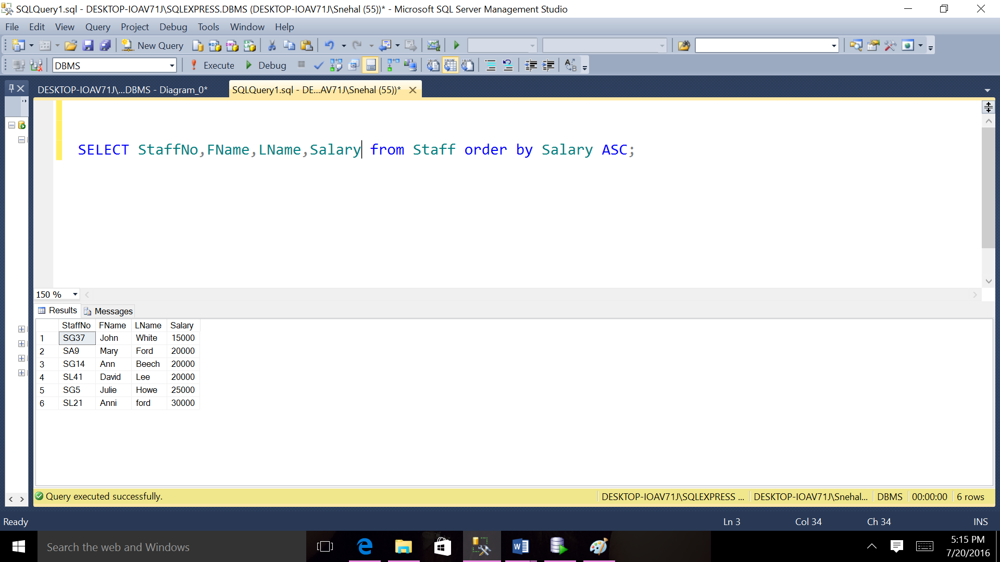 SQLQuery1.sql - DESKTOP-IOAV71J\SQLEXPRESS.DBMS (DESKTOP-IOAV71J\Snehal (55))* - Microsoft SQL Server Management Studio
File Edit View Query Project Debug Tools Window Help
New Query
DBMS Execute Debug
DESKTOP-IOAV71J\...DBMS - Diagram_0* SQLQuery1.sql - DE...AV71J\Snehal (55))*
SELECT StaffNo,FName,LName,Salary from Staff order by Salary ASC;
150 %
Results Messages
StaffNo FName LName Salary
1 SG37 John White 15000
2 SA9 Mary Ford 20000
3 SG14 Ann Beech 20000
4 SL41 David Lee 20000
5 SG5 Julie Howe 25000
6 SL21 Anni ford 30000
Query executed successfully. DESKTOP-IOAV71J\SQLEXPRESS ... DESKTOP-IOAV71J\Snehal... DBMS 00:00:00 6 rows
Ready Ln 3 Col 34 Ch 34 INS
Search the web and Windows
5:15 PM
7/20/2016